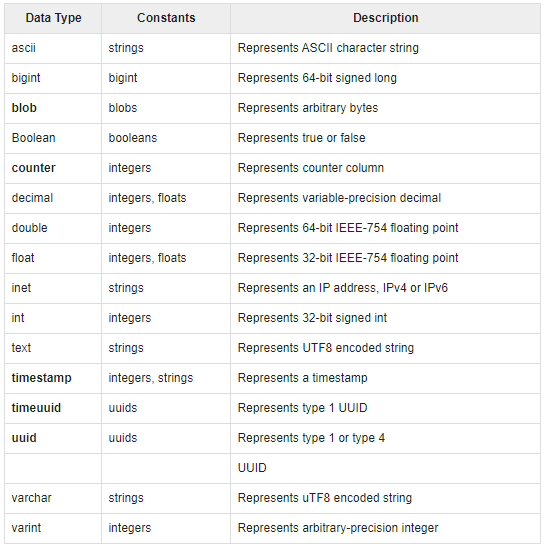 Data Type Constants Description
ascii strings Represents ASCII character string
bigint bigint Represents 64-bit signed long
blob blobs Represents arbitrary bytes
Boolean booleans Represents true or false
counter integers Represents counter column
decimal integers, floats Represents variable-precision decimal
double integers Represents 64-bit IEEE-754 floating point
float integers, floats Represents 32-bit IEEE-754 floating point
inet strings Represents an IP address, IPv4 or IPv6
int integers Represents 32-bit signed int
text strings Represents UTF8 encoded string
timestamp integers, strings Represents a timestamp
timeuuid uuids Represents type 1 UUID
uuid uuids Represents type 1 or type 4
UUID
varchar strings Represents uTF8 encoded string
varint integers Represents arbitrary-precision integer